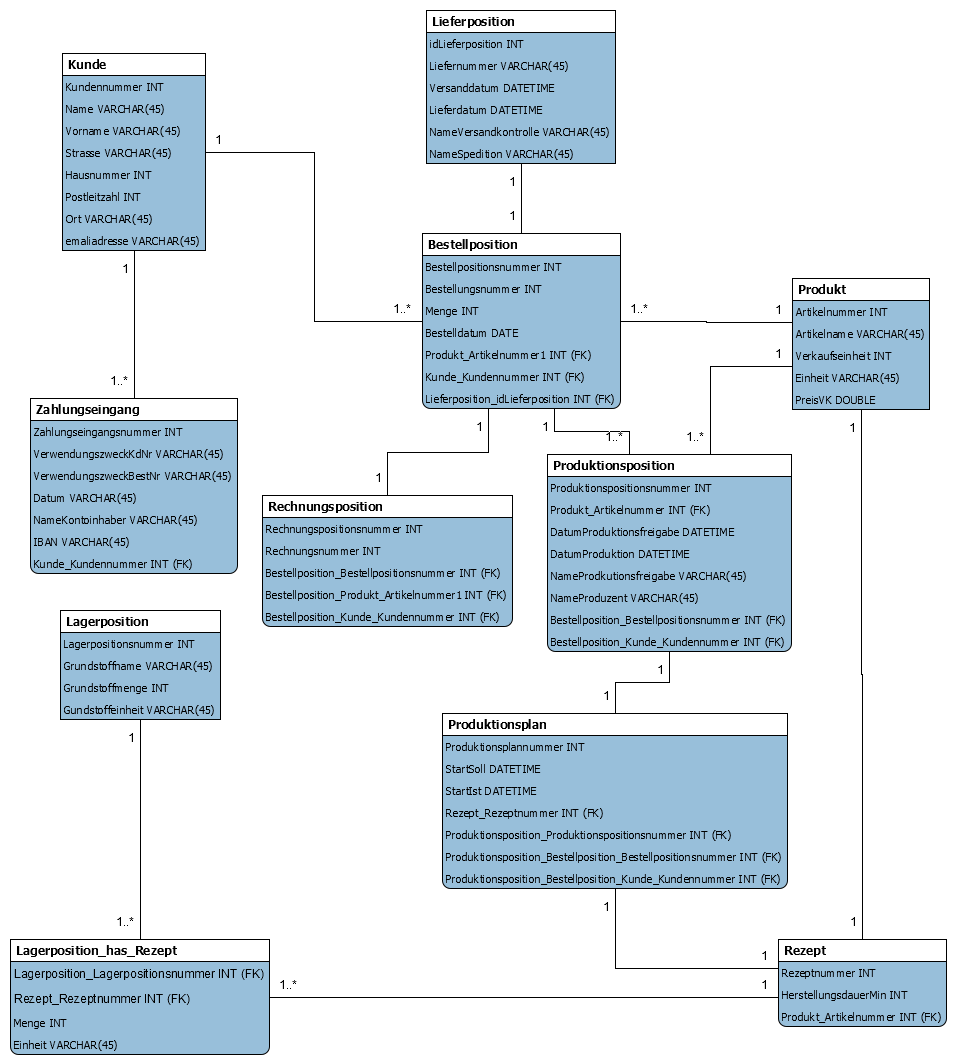 Lieferposition
idLieferposition INT
Liefernummer VARCHAR(45)
Versanddatum DATETIME
Lieferdatum DATETIME
NameVersandkontrolle VARCHAR(45)
NameSpedition VARCHAR(45)
Kunde
Kundennummer INT
Name VARCHAR(45)
Vorname VARCHAR(45)
Strasse VARCHAR(45)
Hausnummer INT
Postleitzahl INT
Ort VARCHAR(45)
emaliadresse VARCHAR(45)
1
1
1
1
1..*
Bestellposition
Bestellpositionsnummer INT
Bestellungsnummer INT
Menge INT
Bestelldatum DATE
Produkt_Artikelnummer1 INT (FK)
Kunde_Kundennummer INT (FK)
Lieferposition_idLieferposition INT (FK)
1..*
1
Produkt
Artikelnummer INT
Artikelname VARCHAR(45)
Verkaufseinheit INT
Einheit VARCHAR(45)
PreisVK DOUBLE
1
1..*
1..*
Zahlungseingang
Zahlungseingangsnummer INT
VerwendungszweckKdNr VARCHAR(45)
VerwendungszweckBestNr VARCHAR(45)
Datum VARCHAR(45)
NameKontoinhaber VARCHAR(45)
IBAN VARCHAR(45)
Kunde_Kundennummer INT (FK)
1
1
1
1..*
1
Rechnungsposition
Rechnungspositionsnummer INT
Rechnungsnummer INT
Bestellposition_Bestellpositionsnummer INT (FK)
Bestellposition_Produkt_Artikelnummer1 INT (FK)
Bestellposition_Kunde_Kundennummer INT (FK)
Produktionsposition
Produktionspositionsnummer INT
Produkt_Artikelnummer INT (FK)
DatumProduktionsfreigabe DATETIME
DatumProduktion DATETIME
NameProdkutionsfreigabe VARCHAR(45)
NameProduzent VARCHAR(45)
Bestellposition_Bestellpositionsnummer INT (FK)
Bestellposition_Kunde_Kundennummer INT (FK)
Lagerposition
Lagerpositionsnummer INT
Grundstoffname VARCHAR(45)
Grundstoffmenge INT
Gundstoffeinheit VARCHAR(45)
1
1
1
Produktionsplan
Produktionsplannummer INT
StartSoll DATETIME
StartIst DATETIME
Rezept_Rezeptnummer INT (FK)
Produktionsposition_Produktionspositionsnummer INT (FK)
Produktionsposition_Bestellposition_Bestellpositionsnummer INT (FK)
Produktionsposition_Bestellposition_Kunde_Kundennummer INT (FK)
1
1..*
1
1
Lagerposition_has_Rezept
Lagerposition_Lagerpositionsnummer INT (FK)
Rezept_Rezeptnummer INT (FK)
Menge INT
Einheit VARCHAR(45)
1..*
1
Rezept
Rezeptnummer INT
HerstellungsdauerMin INT
Produkt_Artikelnummer INT (FK)